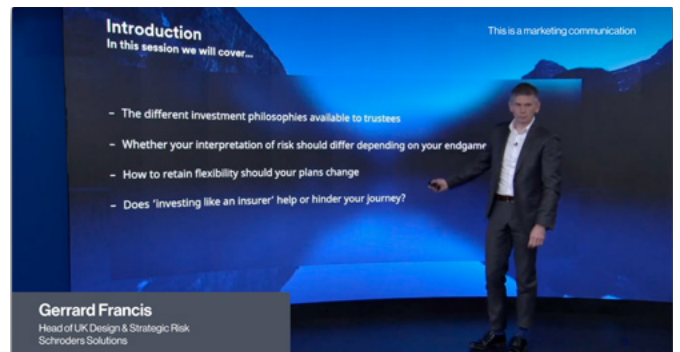 Introduction
In this session we will cover...
This is a marketing communication
– The different investment philosophies available to trustees
– Whether your interpretation of risk should differ depending on your endgame
– How to retain flexibility should your plans change
– Does ‘investing like an insurer’ help or hinder your journey?
Gerrard Francis
Head of UK Design & Strategic Risk
Schroders Solutions